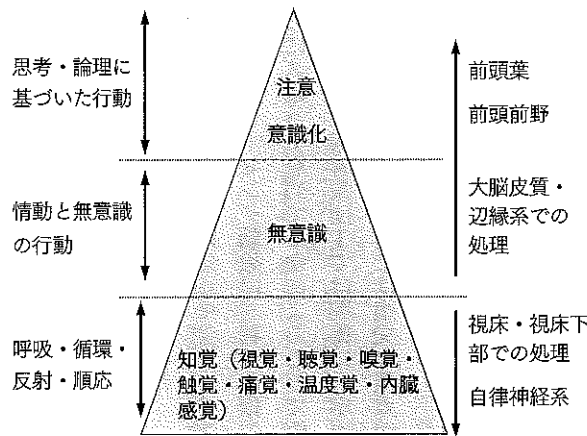 思考・論理に
基づいた行動
注意
意識化
前頭葉
前頭前野
情動と無意識
の行動
無意識
大脳皮質・
辺縁系での
処理
呼吸・循環・
反射・順応
知覚（視覚・聴覚・嗅覚・
触覚・痛覚・温度覚・内臓
感覚）
視床・視床下
部での処理
自律神経系